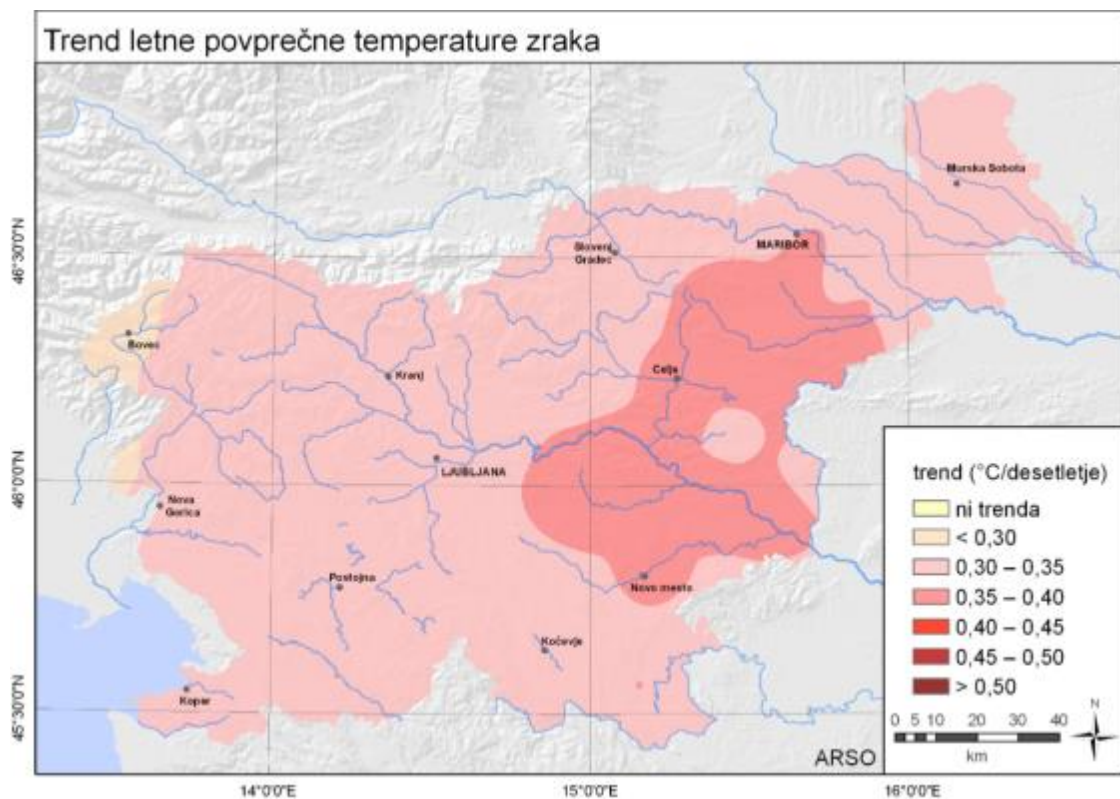 Trend letne povprečne temperature zraka
Murska Sobota
MARIBOR
Slovenj
Gradec
Bovec
Kranj
Celje
LJUBLJANA
Nova
Gorica
Postojna
Novo mesto
Kočevje
Koper
46°30'0"N
46°0'0"N
45°30'0"N
14°0'0"E
15°0'0"E
16°0'0"E
trend (°C/desetletje)
ni trenda
< 0,30
0,30 – 0,35
0,35 – 0,40
0,40 – 0,45
0,45 – 0,50
> 0,50
0 5 10 20 30 40
km
N
ARSO